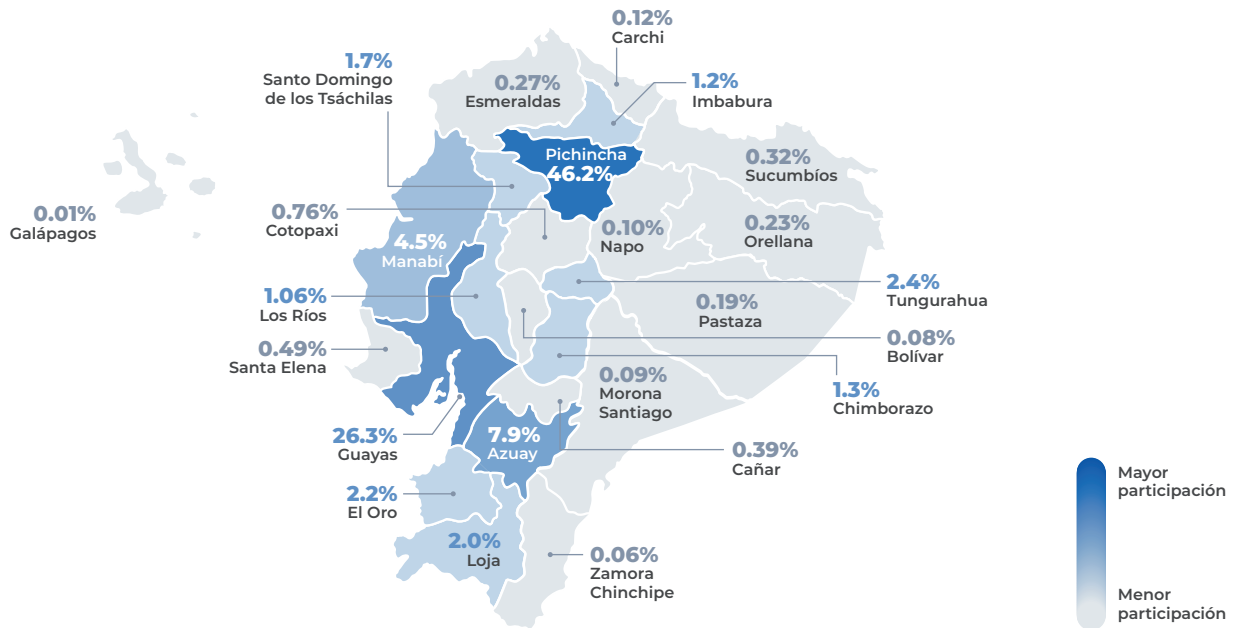 0.12%
Carchi
1.7%
Santo Domingo
de los Tsáchilas
0.27%
Esmeraldas
1.2%
Imbabura
Pichincha
46.2%
0.32%
Sucumbíos
0.01%
Galápagos
0.76%
Cotopaxi
4.5%
Manabí
0.10%
Napo
0.23%
Orellana
1.06%
Los Ríos
2.4%
Tungurahua
0.19%
Pastaza
0.08%
Bolívar
0.49%
Santa Elena
0.09%
Morona
Santiago
1.3%
Chimborazo
26.3%
Guayas
7.9%
Azuay
0.39%
Cañar
2.2%
El Oro
2.0%
Loja
0.06%
Zamora
Chinchipe
Mayor
participación
Menor
participación